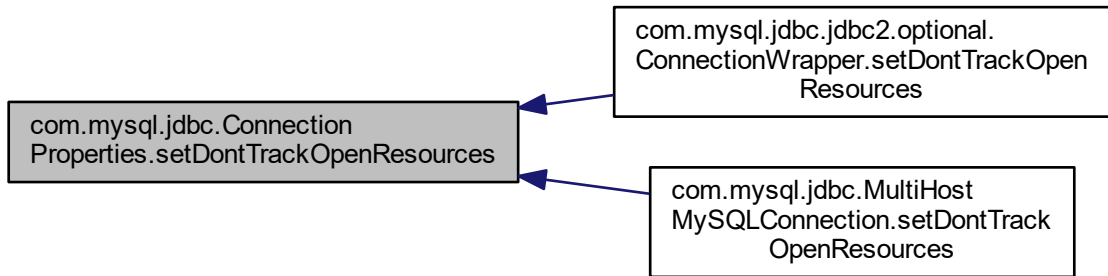 com.mysql.jdbc.jdbc2.optional.
ConnectionWrapper.setDontTrackOpen
Resources
com.mysql.jdbc.Connection
Properties.setDontTrackOpenResources
com.mysql.jdbc.MultiHost
MySQLConnection.setDontTrack
OpenResources